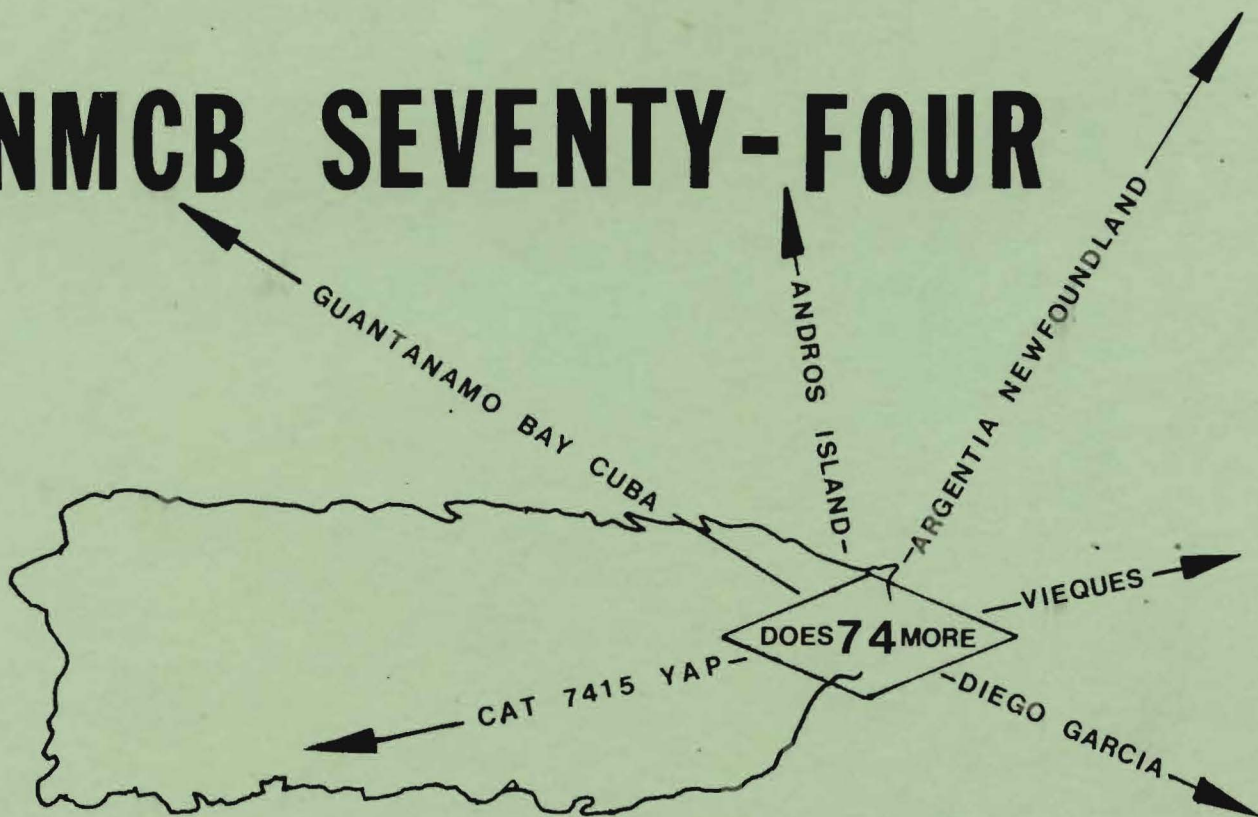 NMCB SEVENTY-FOUR
GUANTANAMO BAY CUBA
ANDROS ISLAND
ARGENTIA NEWFOUNDLAND
VIEQUES
DOES 74 MORE
CAT 7415 YAP
DIEGO GARCIA